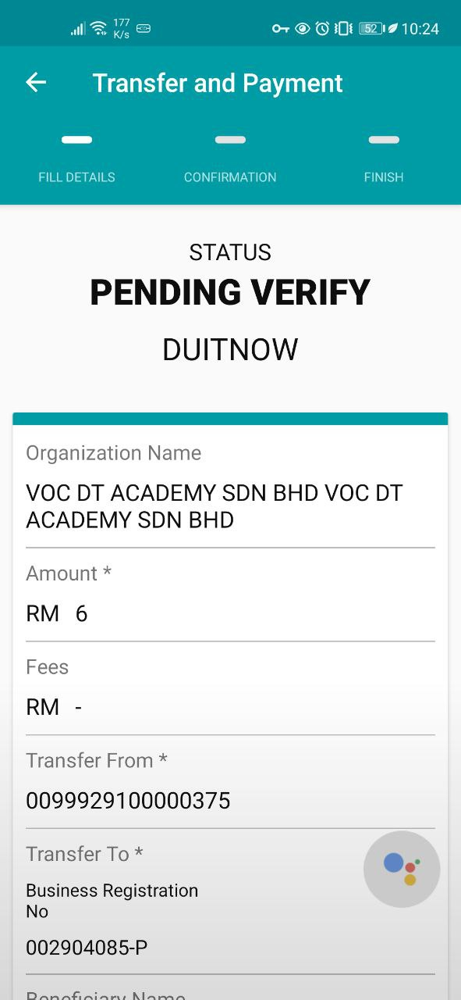 177
K/s
52
10:24
Transfer and Payment
FILL DETAILS
CONFIRMATION
FINISH
STATUS
PENDING VERIFY
DUITNOW
Organization Name
VOC DT ACADEMY SDN BHD VOC DT
ACADEMY SDN BHD
Amount *
RM 6
Fees
RM -
Transfer From *
0099929100000375
Transfer To *
Business Registration
No
002904085-P
Beneficiary Name